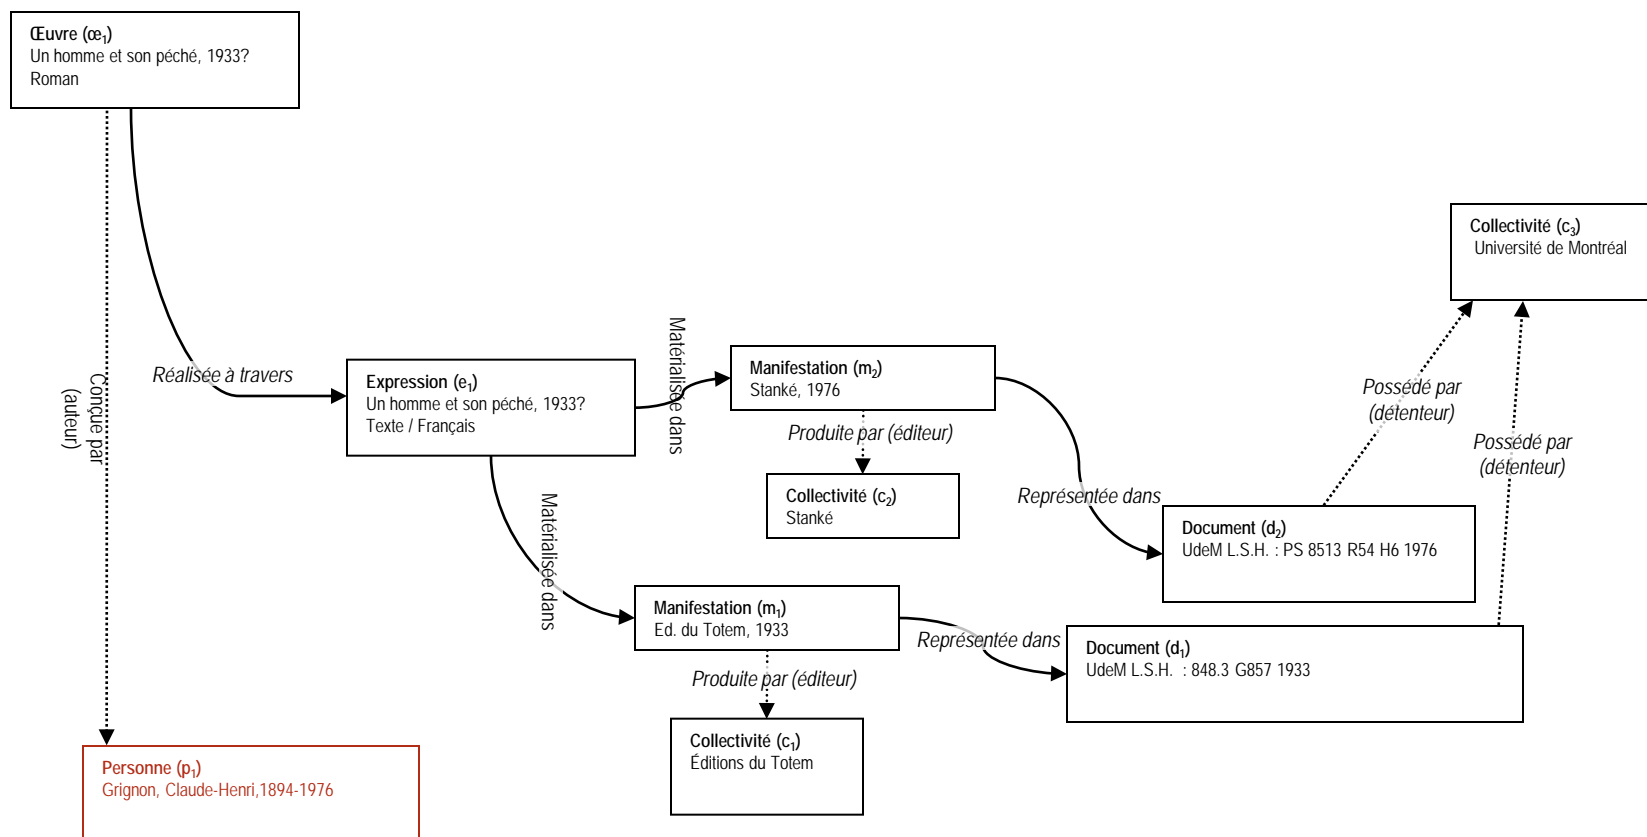 Œuvre (œ₁)
Un homme et son péché, 1933?
Roman
Collectivité (c₃)
Université de Montréal
Conçue par
(auteur)
Réalisée à travers
Expression (e₁)
Un homme et son péché, 1933?
Texte / Français
Matérialisée dans
Manifestation (m₂)
Stanké, 1976
Produite par (éditeur)
Collectivité (c₂)
Stanké
Représentée dans
Possédé par
(détenteur)
Possédé par
(détenteur)
Document (d₂)
UdeM L.S.H. : PS 8513 R54 H6 1976
Matérialisée dans
Manifestation (m₁)
Ed. du Totem, 1933
Représentée dans
Document (d₁)
UdeM L.S.H. : 848.3 G857 1933
Produite par (éditeur)
Collectivité (c₁)
Éditions du Totem
Personne (p₁)
Grignon, Claude-Henri,1894-1976